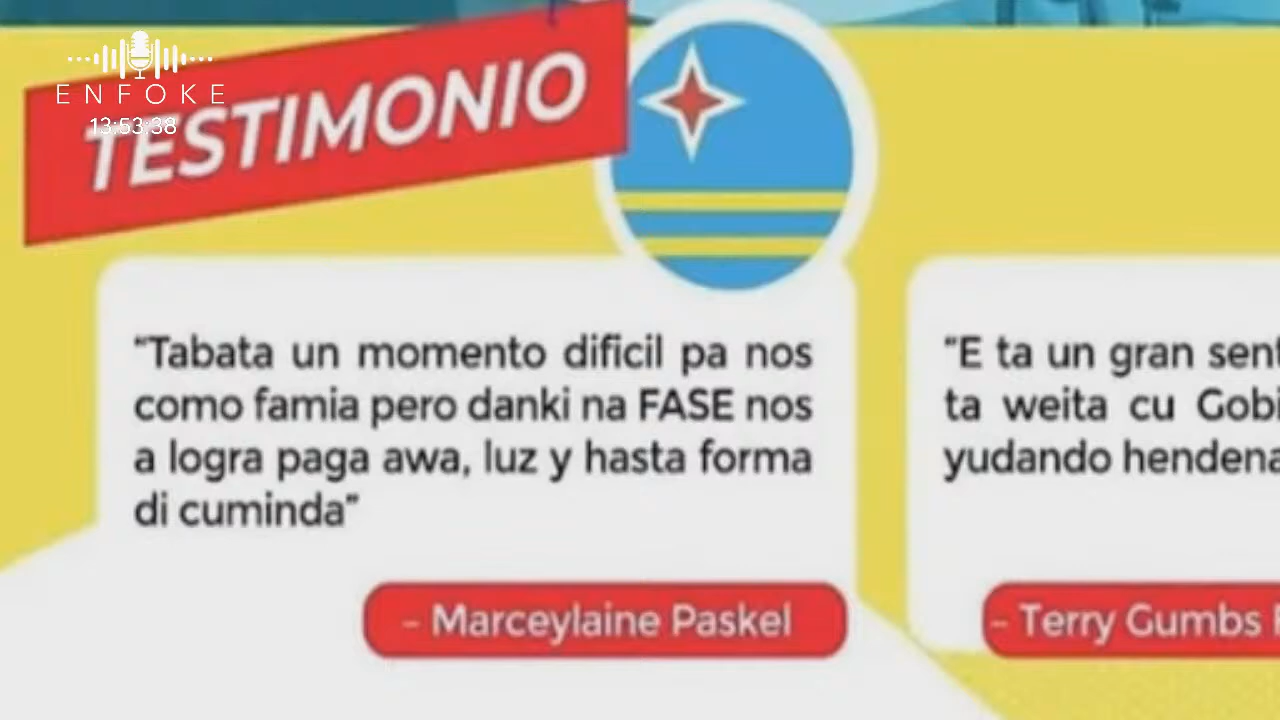 ENFOKE
13:53:38
TESTIMONIO
“Tabata un momento dificil pa nos
como famia pero danki na FASE nos
a logra paga awa, luz y hasta forma
di cuminda”
– Marceylaine Paskel
“E ta un gran sent
ta weita cu Gobi
yudando hendena
– Terry Gumbs